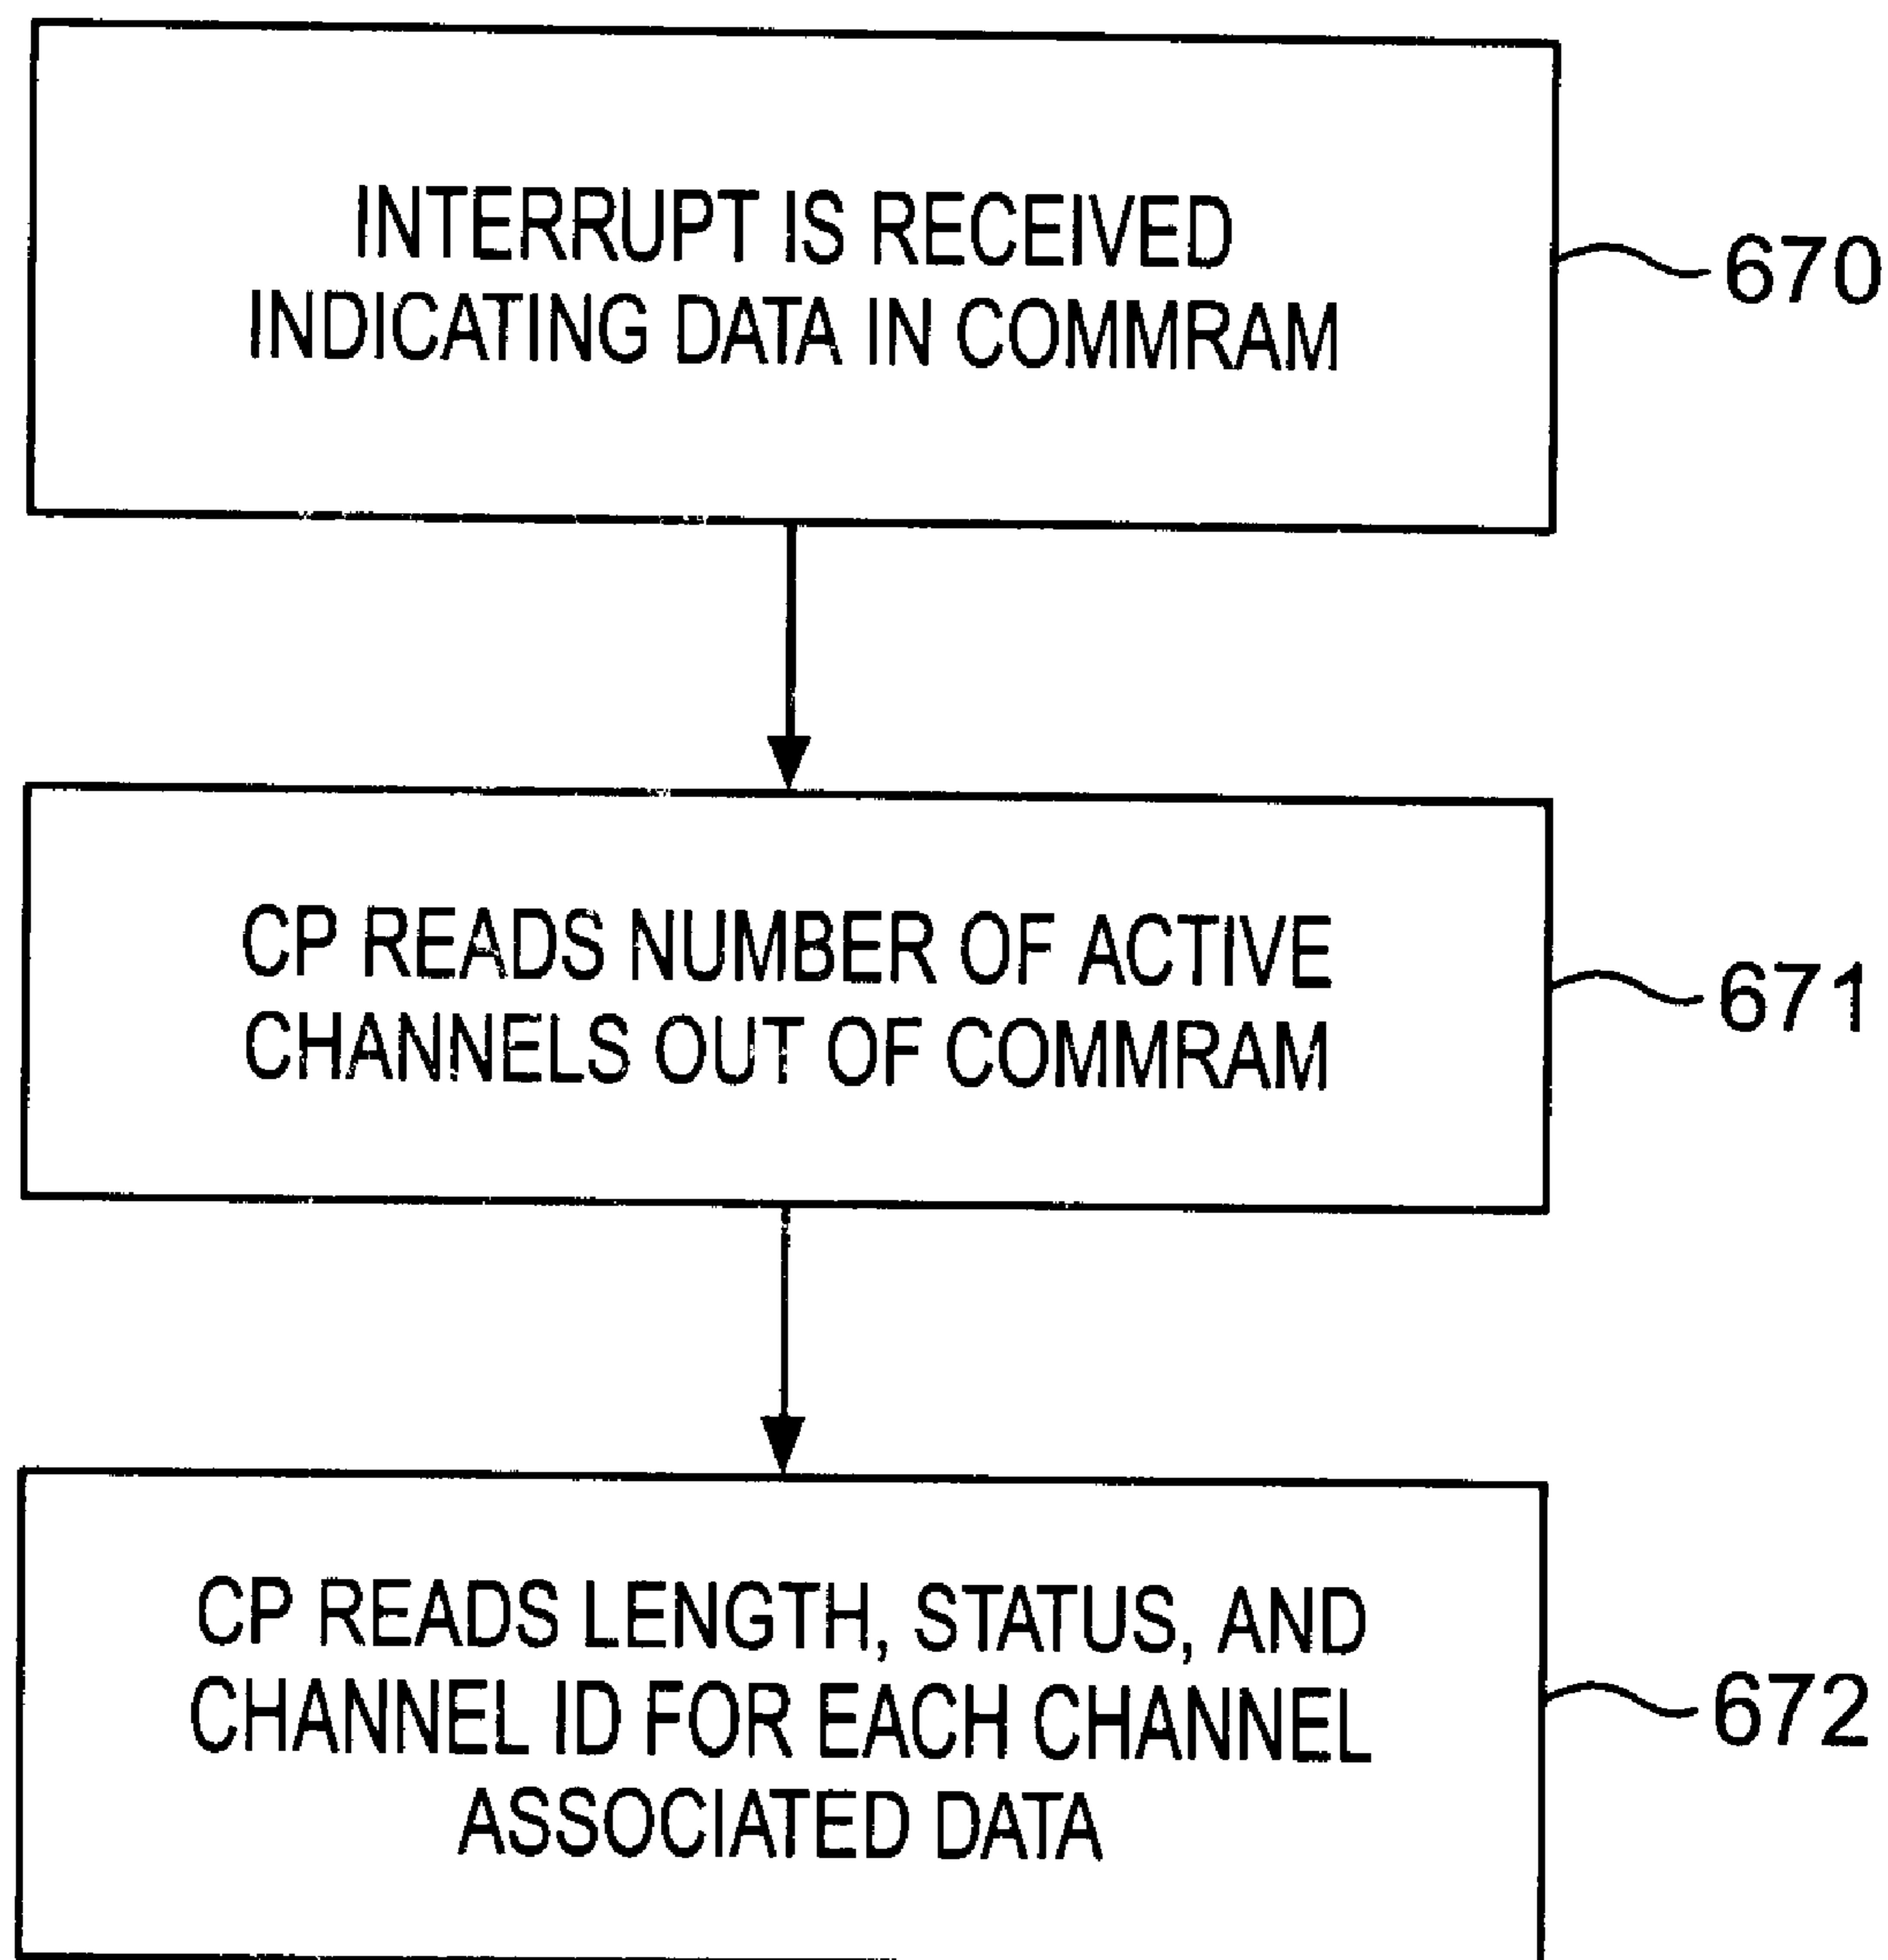 INTERRUPT IS RECEIVED
INDICATING DATA IN COMMRAM
670
CP READS NUMBER OF ACTIVE
CHANNELS OUT OF COMMRAM
671
CP READS LENGTH, STATUS, AND
CHANNEL ID FOR EACH CHANNEL
ASSOCIATED DATA
672